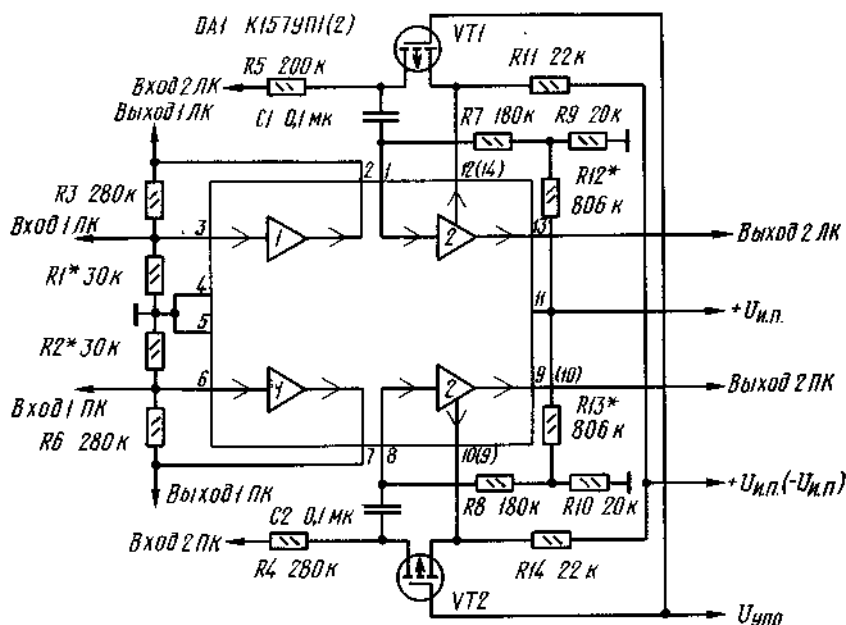 DA1 К157УП1(2)
VT1
R5 200к
R11 22к
Вход 2 ЛК
Выход 1 ЛК
C1 0,1мк
R7 180к
R9 20к
2
1
12(14)
R12*
806к
R3 280к
Вход 1 ЛК
3
1
2
13
Выход 2 ЛК
R1* 30к
4
11
+Uи.п.
5
R2* 30к
6
9 (10)
Выход 2 ПК
Вход 1 ПК
1
2
R13*
806к
R6 280к
7
8
10(9)
Выход 1 ПК
+Uи.п.(-Uи.п)
R8 180к
R10 20к
C2 0,1мк
Вход 2 ПК
R4 280к
R14 22к
VT2
Uупр